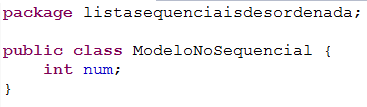 package listasequenciaisdesordenada;
public class ModeloNoSequencial {
int num;
}